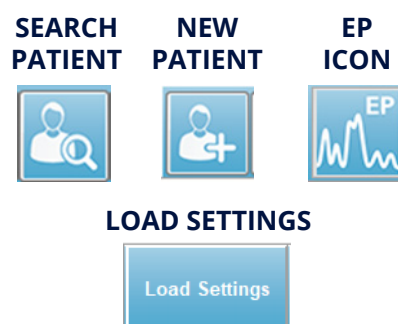 SEARCH PATIENT
NEW PATIENT
EP ICON
EP
LOAD SETTINGS
Load Settings